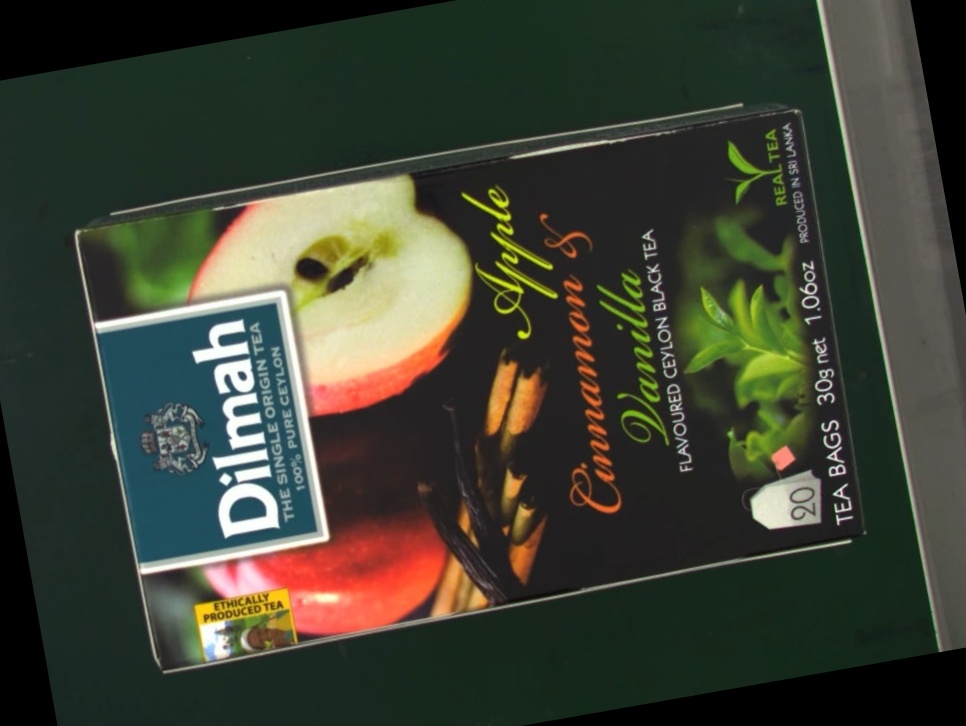 Dilmah
THE SINGLE ORIGIN TEA
100% PURE CEYLON
ETHICALLY
PRODUCED TEA
Apple
Cinnamon &
Vanilla
FLAVOURED CEYLON BLACK TEA
REAL TEA
PRODUCED IN SRI LANKA
20
TEA BAGS 30g net 1.06oz